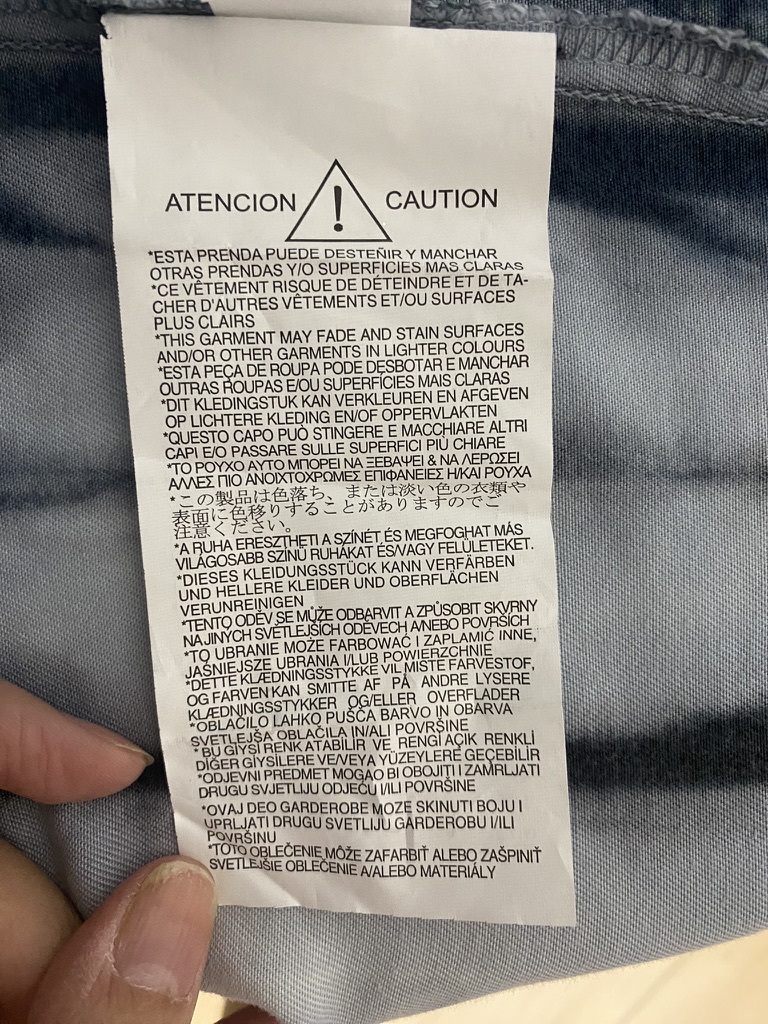 ATENCION ! CAUTION
*ESTA PRENDA PUEDE DESTEÑIR Y MANCHAR
OTRAS PRENDAS Y/O SUPERFICIES MAS CLARAS
*CE VÊTEMENT RISQUE DE DÉTEINDRE ET DE TA-
CHER D'AUTRES VÊTEMENTS ET/OU SURFACES
PLUS CLAIRS
*THIS GARMENT MAY FADE AND STAIN SURFACES
AND/OR OTHER GARMENTS IN LIGHTER COLOURS
*ESTA PEÇA DE ROUPA PODE DESBOTAR E MANCHAR
OUTRAS ROUPAS E/OU SUPERFÍCIES MAIS CLARAS
*DIT KLEDINGSTUK KAN VERKLEUREN EN AFGEVEN
OP LICHTERE KLEDING EN/OF OPPERVLAKTEN
*QUESTO CAPO PUÒ STINGERE E MACCHIARE ALTRI
CAPI E/O PASSARE SULLE SUPERFICI PIÙ CHIARE
*ΤΟ ΡΟΥΧΟ ΑΥΤΟ ΜΠΟΡΕΙ ΝΑ ΞΕΒΑΨΕΙ & ΝΑ ΛΕΡΩΣΕΙ
ΑΛΛΕΣ ΠΙΟ ΑΝΟΙΧΤΟΧΡΩΜΕΣ ΕΠΙΦΑΝΕΙΕΣ Η/ΚΑΙ ΡΟΥΧΑ
*この製品は色落ち、または淡い色の衣類や
表面に色移りすることがありますのでご
注意ください。
*A RUHA ERESZTHETI A SZÍNÉT, ÉS MEGFOGHAT MÁS
VILÁGOSABB SZÍNŰ RUHÁKAT ÉS/VAGY FELÜLETEKET.
*DIESES KLEIDUNGSSTÜCK KANN VERFÄRBEN
UND HELLERE KLEIDER UND OBERFLÄCHEN
VERUNREINIGEN
*TENTO ODĚV SE MŮŽE ODBARVIT A ZPŮSOBIT SKVRNY
NA JINÝCH SVĚTLEJŠÍCH ODĚVECH A/NEBO POVRŠÍCH
*TO UBRANIE MOŻE FARBOWAĆ I ZAPLAMIĆ INNE,
JAŚNIEJSZE UBRANIA I/LUB POWIERZCHNIE
*DETTE KLÆDNINGSSTYKKE VIL MISTE FARVESTOF,
OG FARVEN KAN SMITTE AF PÅ ANDRE LYSERE
KLÆDNINGSSTYKKER OG/ELLER OVERFLADER
*OBLAČILO LAHKO PUŠČA BARVO IN OBARVA
SVETLEJŠA OBLAČILA IN/ALI POVRŠINE
* BU GİYSİ RENK ATABİLİR VE RENGİ AÇIK RENKLİ
DİĞER GİYSİLERE VE/VEYA YÜZEYLERE GEÇEBİLİR
*ODJEVNI PREDMET MOGAO BI OBOJITI I ZAMRLJATI
DRUGU SVJETLIJU ODJEĆU I/ILI POVRŠINE
*OVAJ DEO GARDEROBE MOZE SKINUTI BOJU I
UPRLJATI DRUGU SVETLIJU GARDEROBU I/ILI
POVRŠINU
*TOTO OBLEČENIE MÔŽE ZAFARBIŤ ALEBO ZAŠPINIŤ
SVETLEJŠIE OBLEČENIE A/ALEBO MATERIÁLY